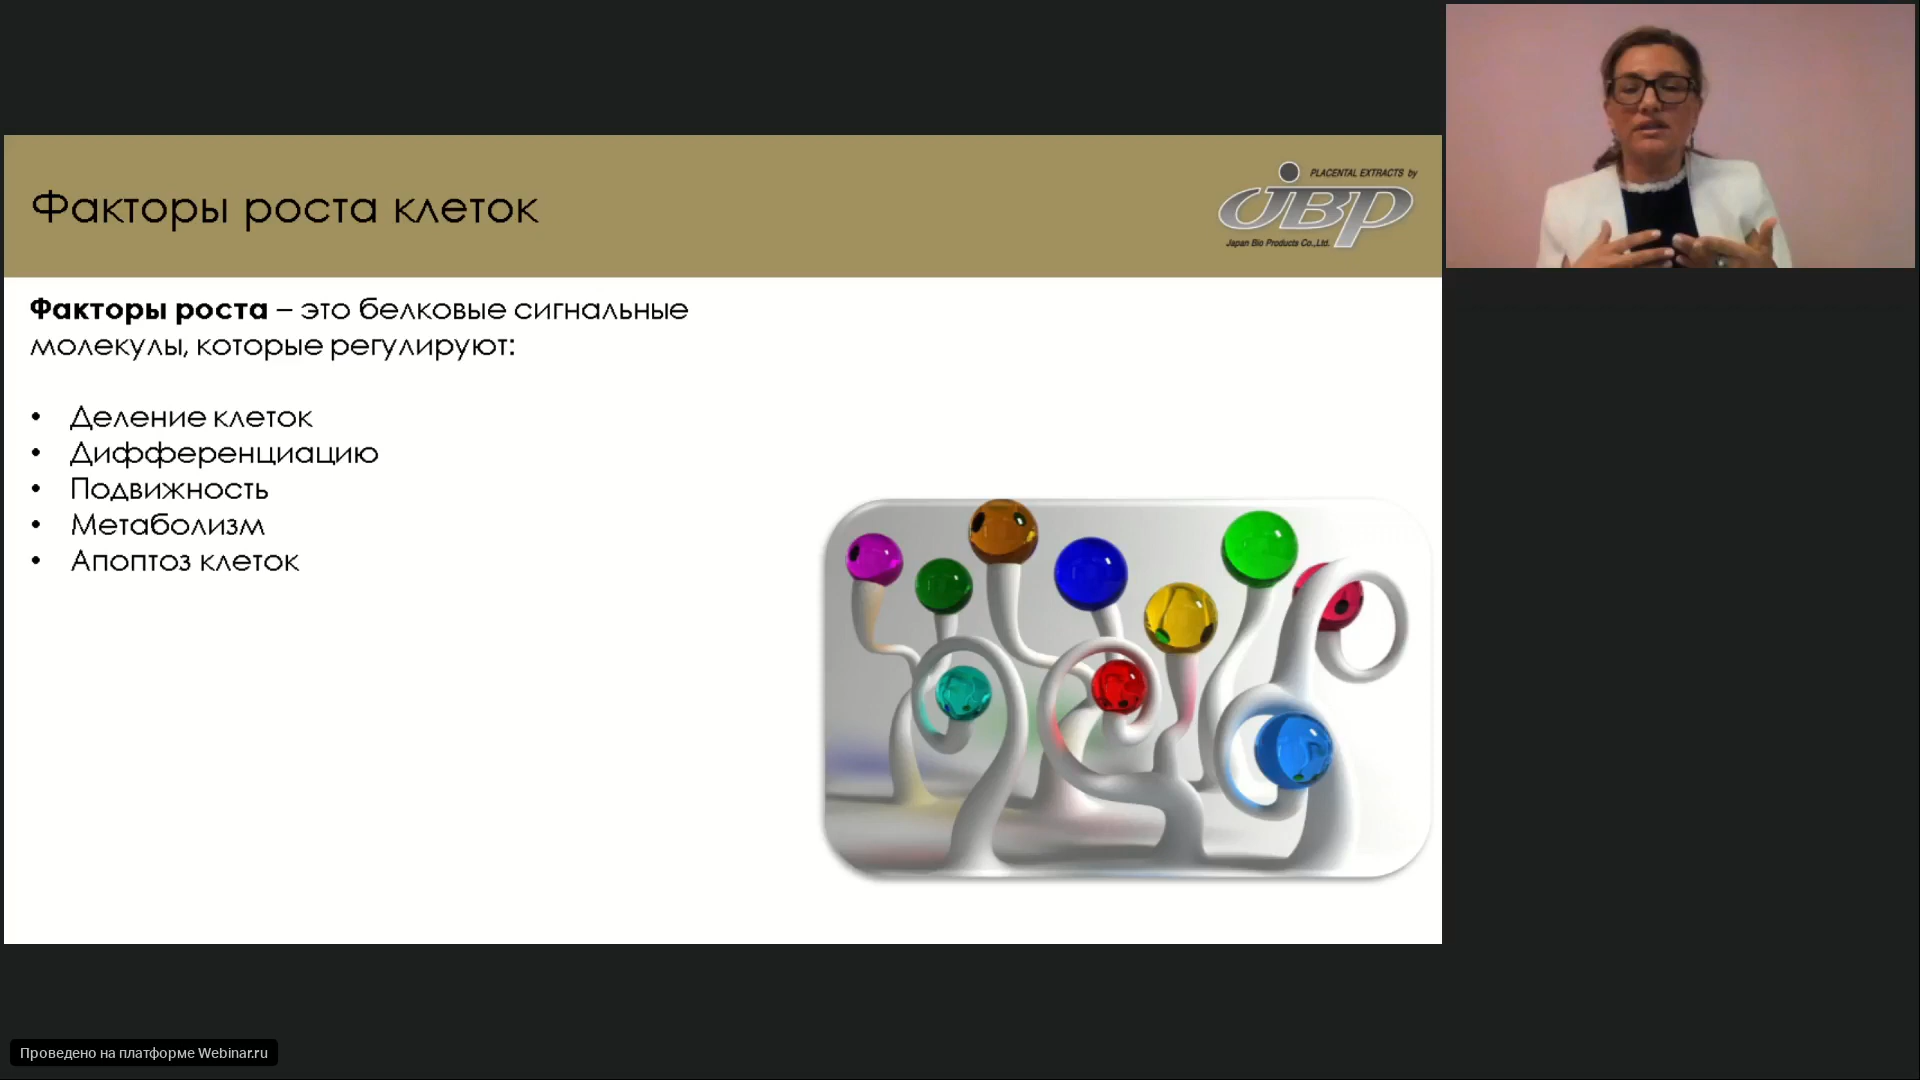 Факторы роста клеток
PLACENTAL EXTRACTS by
JBP
Japan Bio Products Co.,Ltd.
Факторы роста – это белковые сигнальные
молекулы, которые регулируют:
• Деление клеток
• Дифференциацию
• Подвижность
• Метаболизм
• Апоптоз клеток
Проведено на платформе Webinar.ru